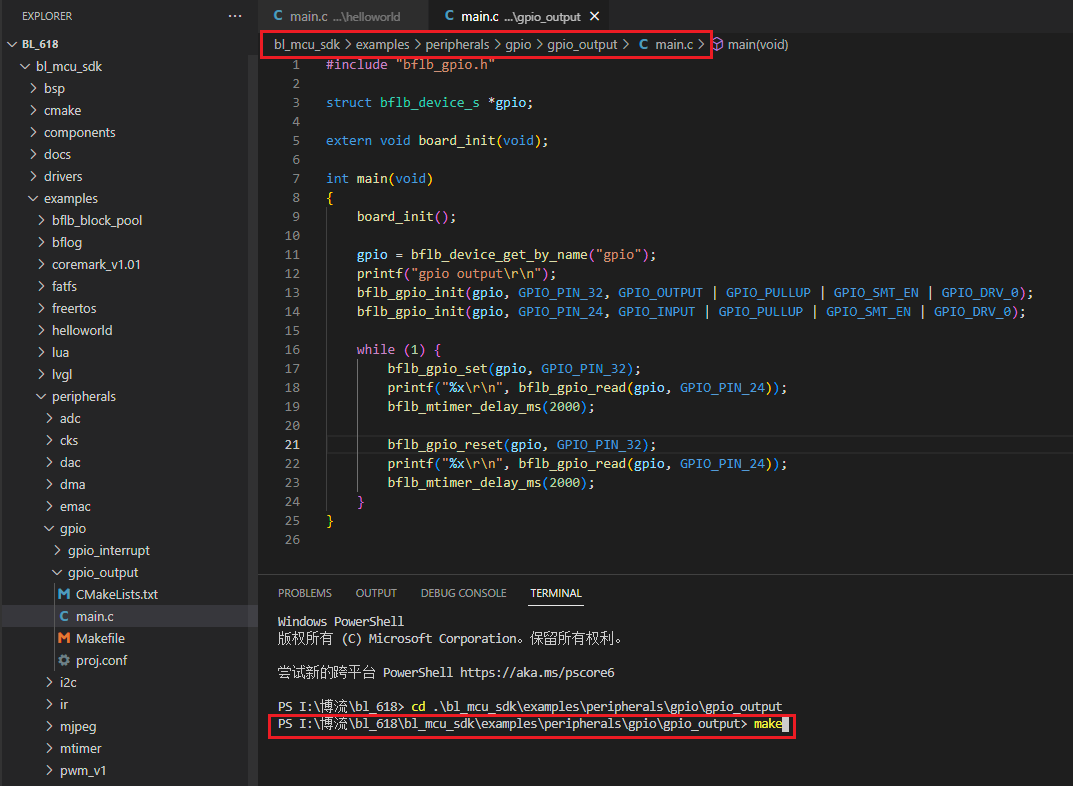 EXPLORER
BL_618
bl_mcu_sdk
bsp
cmake
components
docs
drivers
examples
bflb_block_pool
bflog
coremark_v1.01
fatfs
freertos
helloworld
lua
lvgl
peripherals
adc
cks
dac
dma
emac
gpio
gpio_interrupt
gpio_output
M CMakeLists.txt
C main.c
M Makefile
proj.conf
i2c
ir
mjpeg
mtimer
pwm_v1
C main.c ...\helloworld
C main.c ...\gpio_output
bl_mcu_sdk > examples > peripherals > gpio > gpio_output > C main.c > main(void)
1 #include "bflb_gpio.h"
2
3 struct bflb_device_s *gpio;
4
5 extern void board_init(void);
6
7 int main(void)
8 {
9 board_init();
10
11 gpio = bflb_device_get_by_name("gpio");
12 printf("gpio output\r\n");
13 bflb_gpio_init(gpio, GPIO_PIN_32, GPIO_OUTPUT | GPIO_PULLUP | GPIO_SMT_EN | GPIO_DRV_0);
14 bflb_gpio_init(gpio, GPIO_PIN_24, GPIO_INPUT | GPIO_PULLUP | GPIO_SMT_EN | GPIO_DRV_0);
15
16 while (1) {
17 bflb_gpio_set(gpio, GPIO_PIN_32);
18 printf("%x\r\n", bflb_gpio_read(gpio, GPIO_PIN_24));
19 bflb_mtimer_delay_ms(2000);
20
21 bflb_gpio_reset(gpio, GPIO_PIN_32);
22 printf("%x\r\n", bflb_gpio_read(gpio, GPIO_PIN_24));
23 bflb_mtimer_delay_ms(2000);
24 }
25 }
26
PROBLEMS OUTPUT DEBUG CONSOLE TERMINAL
Windows PowerShell
版权所有 (C) Microsoft Corporation。保留所有权利。
尝试新的跨平台 PowerShell https://aka.ms/pscore6
PS I:\博流\bl_618> cd .\bl_mcu_sdk\examples\peripherals\gpio\gpio_output
PS I:\博流\bl_618\bl_mcu_sdk\examples\peripherals\gpio\gpio_output> make